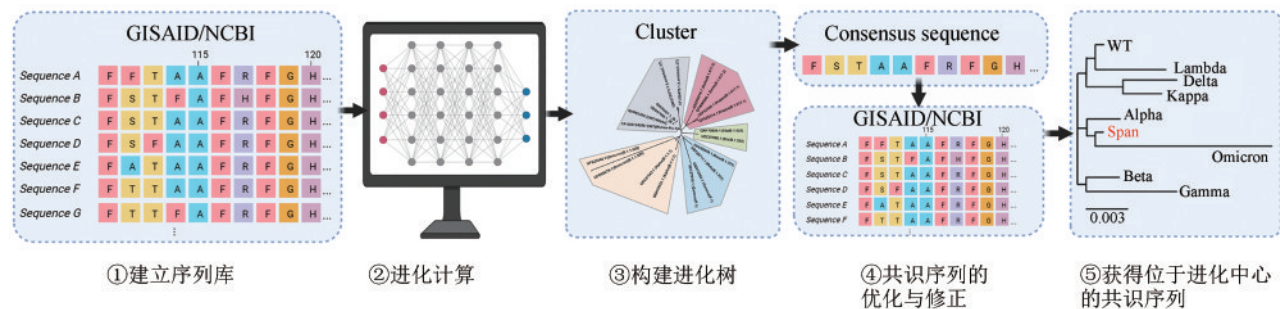 GISAID/NCBI
115
120
Sequence A F F T A A F R F G H ...
Sequence B F S T F A F H F G H ...
Sequence C F S T A A F R F G H ...
Sequence D F S F A A F R F G H ...
Sequence E F A T A A F R F G H ...
Sequence F F T T A A F R F G H ...
Sequence G F T T F A F R F G H ...
Cluster
Consensus sequence
F S T A A F R F G H ...
GISAID/NCBI
115
120
Sequence A F F T A A F R F G H ...
Sequence B F S T F A F H F G H ...
Sequence C F S T A A F R F G H ...
Sequence D F S F A A F R F G H ...
Sequence E F A T A A F R F G H ...
Sequence F F T T A A F R F G H ...
WT
Lambda
Delta
Kappa
Alpha
Span
Omicron
Beta
Gamma
0.003
①建立序列库
②进化计算
③构建进化树
④共识序列的
优化与修正
⑤获得位于进化中心
的共识序列